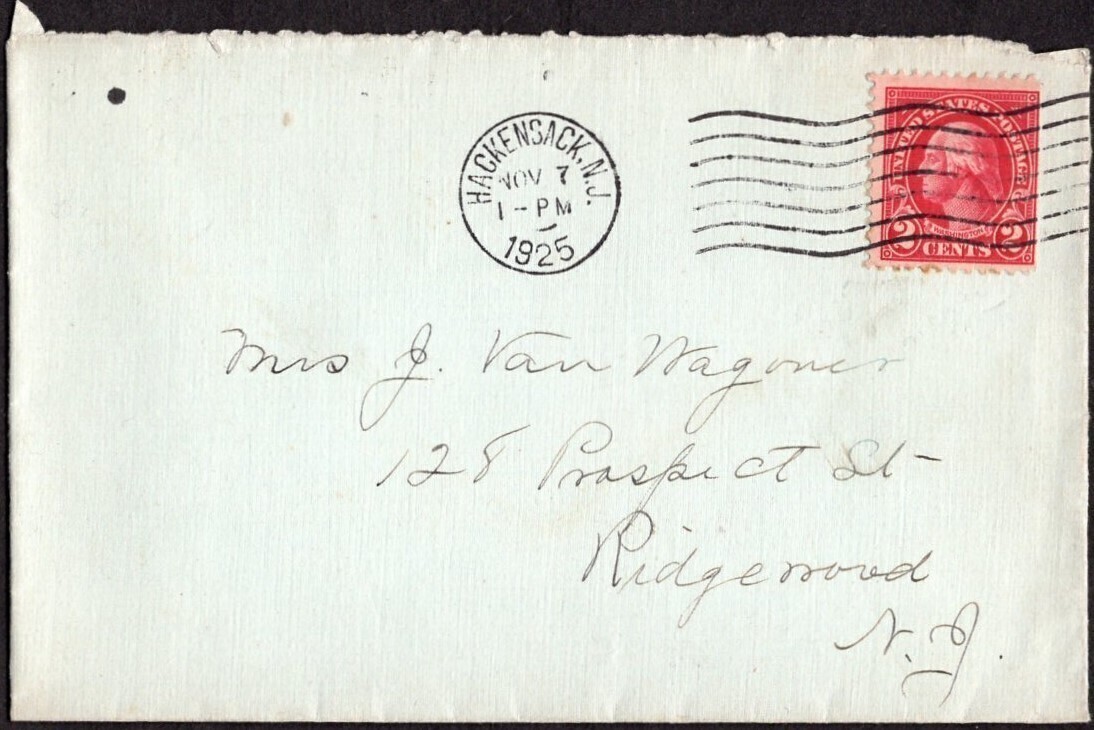 HACKENSACK, N.J.
NOV 7
1 - PM
1925
UNITED STATES POSTAGE
WASHINGTON
2 CENTS 2
Mrs J. Van Wagoner
128 Prospect St-
Ridgewood
N.J.